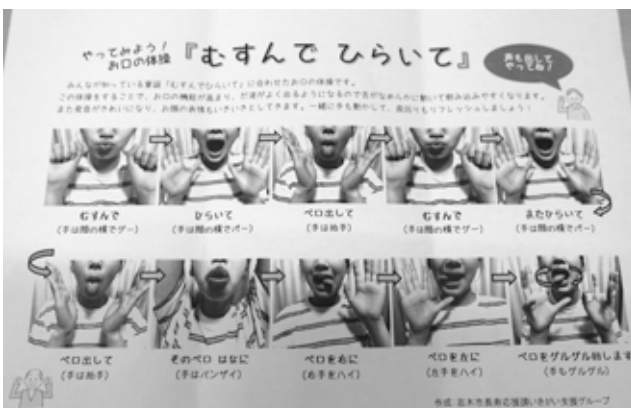 やってみよう！
お口の体操
『むすんで ひらいて』
声も出して
やってね！
みんなが知っている童謡「むすんでひらいて」に合わせたお口の体操です。
この体操をすることで、お口の機能が高まり、だ液がよく出るようになるので舌がなめらかに動いて飲み込みやすくなります。
また発音がきれいになり、お顔の表情もいきいきとしてきます。一緒に手も動かして、肩回りもリフレッシュしましょう！
むすんで
(手は顔の横でグー)
ひらいて
(手は顔の横でパー)
ベロ出して
(手は拍手)
むすんで
(手は顔の横でグー)
またひらいて
(手は顔の横でパー)
ベロ出して
(手は拍手)
そのベロ はなに
(手はバンザイ)
ベロを右に
(右手をハイ)
ベロを左に
(左手をハイ)
ベロをグルグル回します
(手もグルグル)
作成：志木市長寿応援課いきがい支援グループ